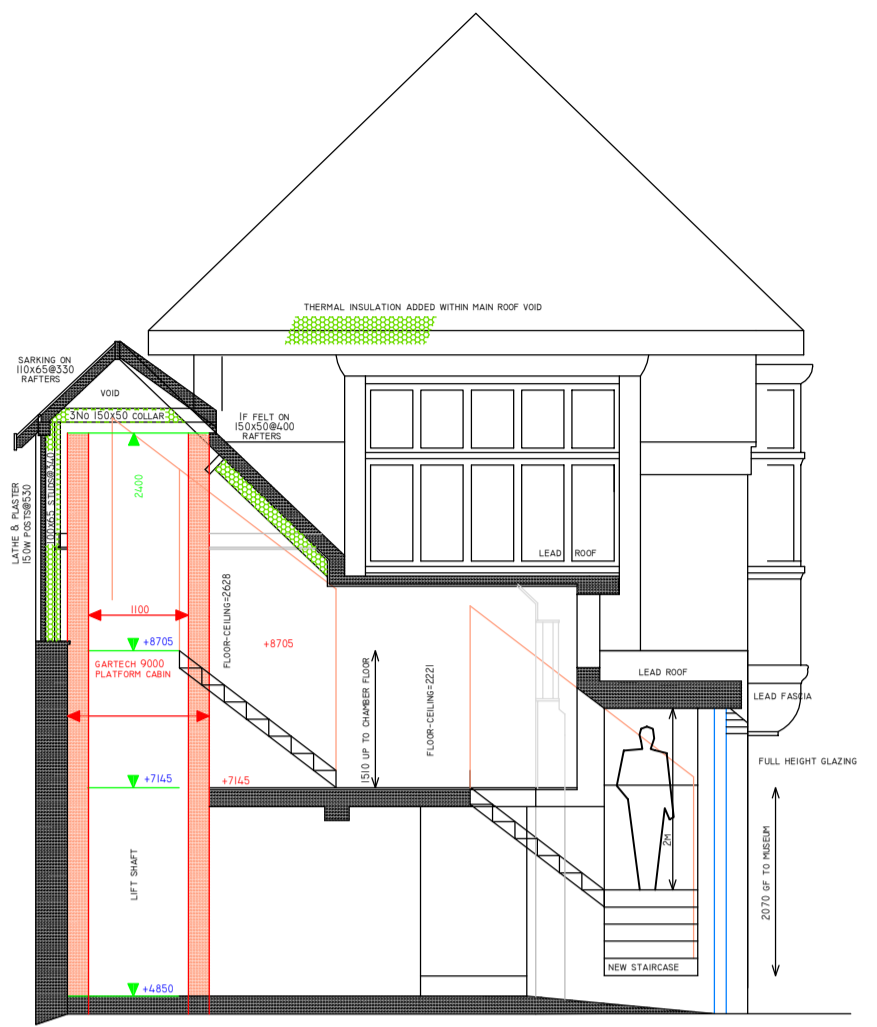 THERMAL INSULATION ADDED WITHIN MAIN ROOF VOID
SARKING ON
110x65@330
RAFTERS
VOID
3No 150x50 COLLAR
1F FELT ON
150x50@400
RAFTERS
LATHE & PLASTER
150W POSTS@530
100x65 STUDS@340
2400
LEAD ROOF
1100
FLOOR-CEILING=2628
+8705
+8705
GARTECH 9000
PLATFORM CABIN
1510 UP TO CHAMBER FLOOR
FLOOR-CEILING=2221
LEAD ROOF
LEAD FASCIA
FULL HEIGHT GLAZING
+7145
+7145
2M
2070 GF TO MUSEUM
LIFT SHAFT
NEW STAIRCASE
+4850